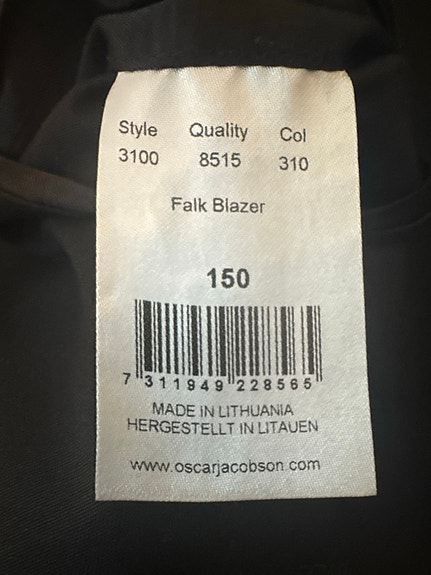 Style Quality Col
3100 8515 310
Falk Blazer
150
7 311949 228565
MADE IN LITHUANIA
HERGESTELLT IN LITAUEN
www.oscarjacobson.com